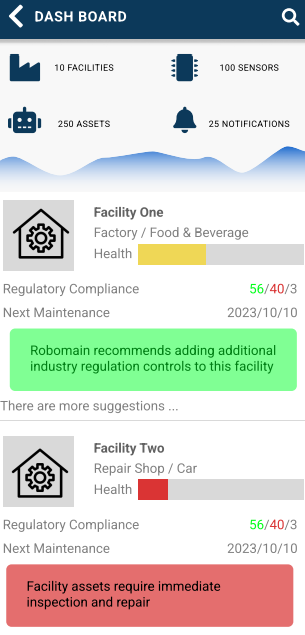 DASH BOARD
10 FACILITIES
100 SENSORS
250 ASSETS
25 NOTIFICATIONS
Facility One
Factory / Food & Beverage
Health
Regulatory Compliance 56/40/3
Next Maintenance 2023/10/10
Robomain recommends adding additional
industry regulation controls to this facility
There are more suggestions ...
Facility Two
Repair Shop / Car
Health
Regulatory Compliance 56/40/3
Next Maintenance 2023/10/10
Facility assets require immediate
inspection and repair